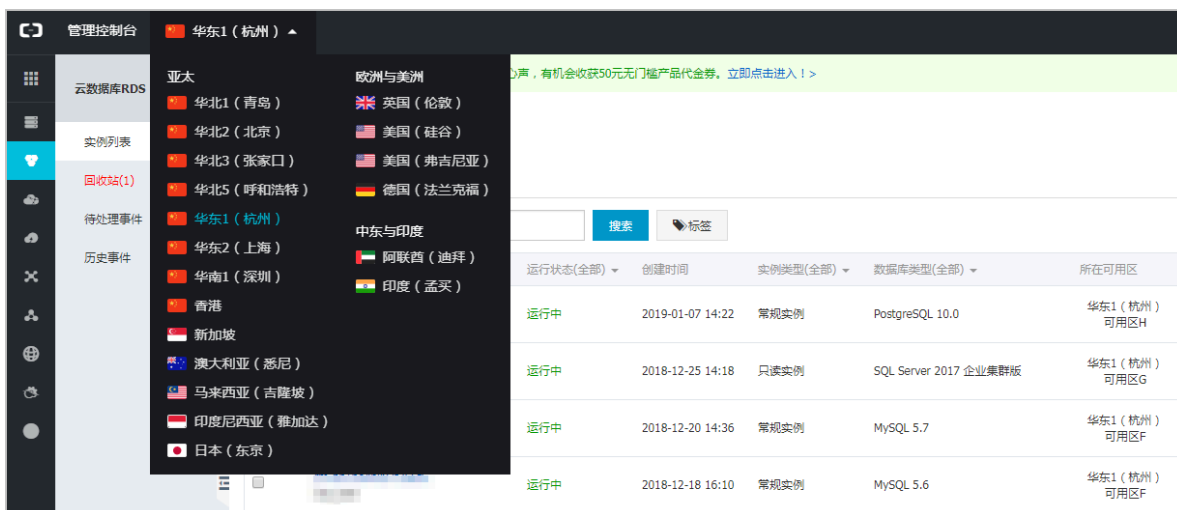 管理控制台
华东1 ( 杭州 )
云数据库RDS
实例列表
回收站(1)
待处理事件
历史事件
亚太
华北1 ( 青岛 )
华北2 ( 北京 )
华北3 ( 张家口 )
华北5 ( 呼和浩特 )
华东1 ( 杭州 )
华东2 ( 上海 )
华南1 ( 深圳 )
香港
新加坡
澳大利亚 ( 悉尼 )
马来西亚 ( 吉隆坡 )
印度尼西亚 ( 雅加达 )
日本 ( 东京 )
欧洲与美洲
英国 ( 伦敦 )
美国 ( 硅谷 )
美国 ( 弗吉尼亚 )
德国 ( 法兰克福 )
中东与印度
阿联酋 ( 迪拜 )
印度 ( 孟买 )
心声，有机会收获50元无门槛产品代金券。立即点击进入！>
搜索
标签
运行状态(全部) 创建时间 实例类型(全部) 数据库类型(全部) 所在可用区
运行中 2019-01-07 14:22 常规实例 PostgreSQL 10.0 华东1 ( 杭州 )
可用区H
运行中 2018-12-25 14:18 只读实例 SQL Server 2017 企业集群版 华东1 ( 杭州 )
可用区G
运行中 2018-12-20 14:36 常规实例 MySQL 5.7 华东1 ( 杭州 )
可用区F
运行中 2018-12-18 16:10 常规实例 MySQL 5.6 华东1 ( 杭州 )
可用区F